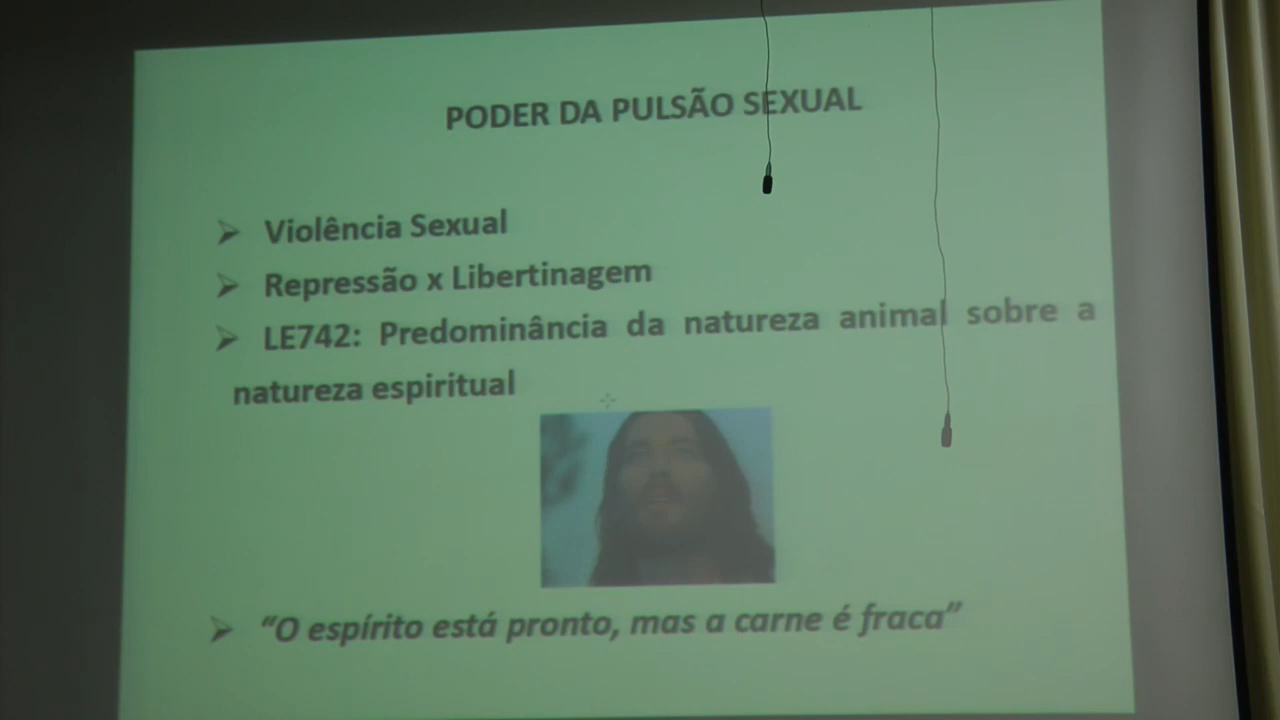 PODER DA PULSÃO SEXUAL
Violência Sexual
Repressão x Libertinagem
LE742: Predominância da natureza animal sobre a
natureza espiritual
“O espírito está pronto, mas a carne é fraca”